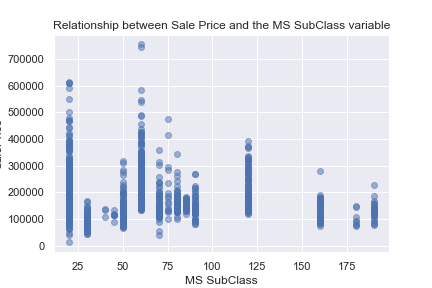 Relationship between Sale Price and the MS SubClass variable
700000
600000
500000
400000
300000
200000
100000
0
25 50 75 100 125 150 175
MS SubClass